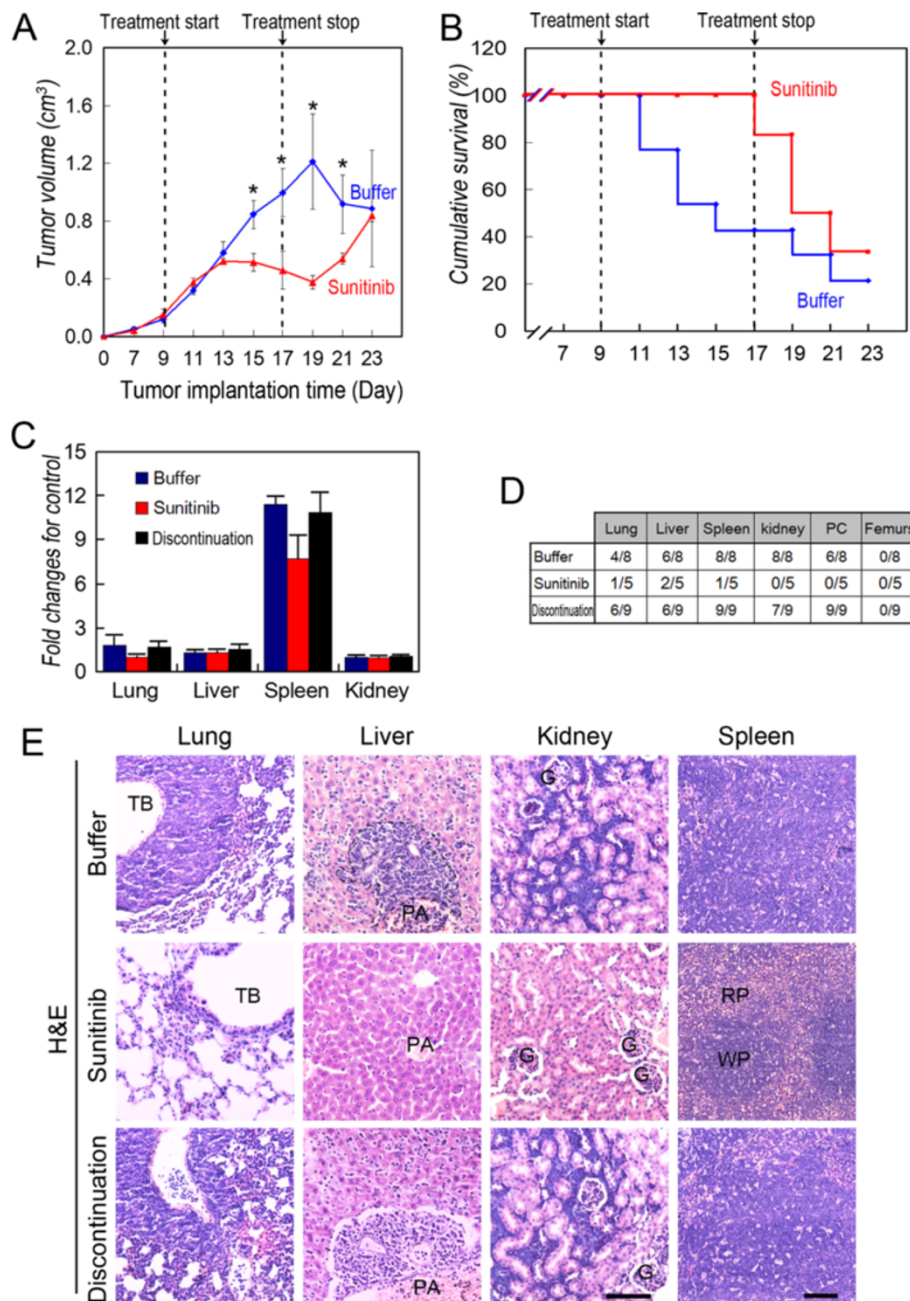 A
Treatment start
Treatment stop
2.0
1.6
1.2
0.8
0.4
0.0
Tumor volume (cm3)
*
*
*
*
Buffer
Sunitinib
0 7 9 11 13 15 17 19 21 23
Tumor implantation time (Day)
B
Treatment start
Treatment stop
120
100
80
60
40
20
0
Cumulative survival (%)
Sunitinib
Buffer
7 9 11 13 15 17 19 21 23
C
15
12
9
6
3
0
Fold changes for control
Buffer
Sunitinib
Discontinuation
Lung Liver Spleen Kidney
D
Lung Liver Spleen kidney PC Femurs
Buffer 4/8 6/8 8/8 8/8 6/8 0/8
Sunitinib 1/5 2/5 1/5 0/5 0/5 0/5
Discontinuation 6/9 6/9 9/9 7/9 9/9 0/9
E
Lung Liver Kidney Spleen
H&E
Buffer
TB
PA
G
Sunitinib
TB
PA
G
G
G
RP
WP
Discontinuation
PA
G